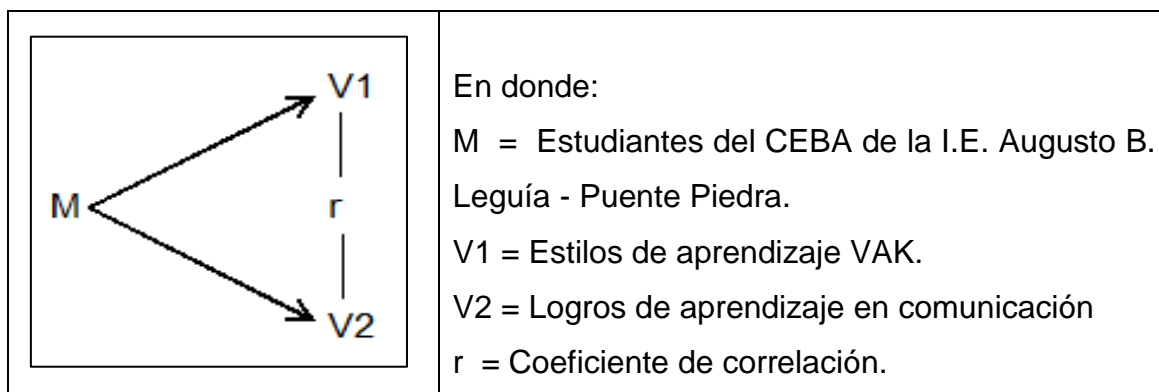 V1
M
r
V2
En donde:
M = Estudiantes del CEBA de la I.E. Augusto B.
Leguía - Puente Piedra.
V1 = Estilos de aprendizaje VAK.
V2 = Logros de aprendizaje en comunicación
r = Coeficiente de correlación.